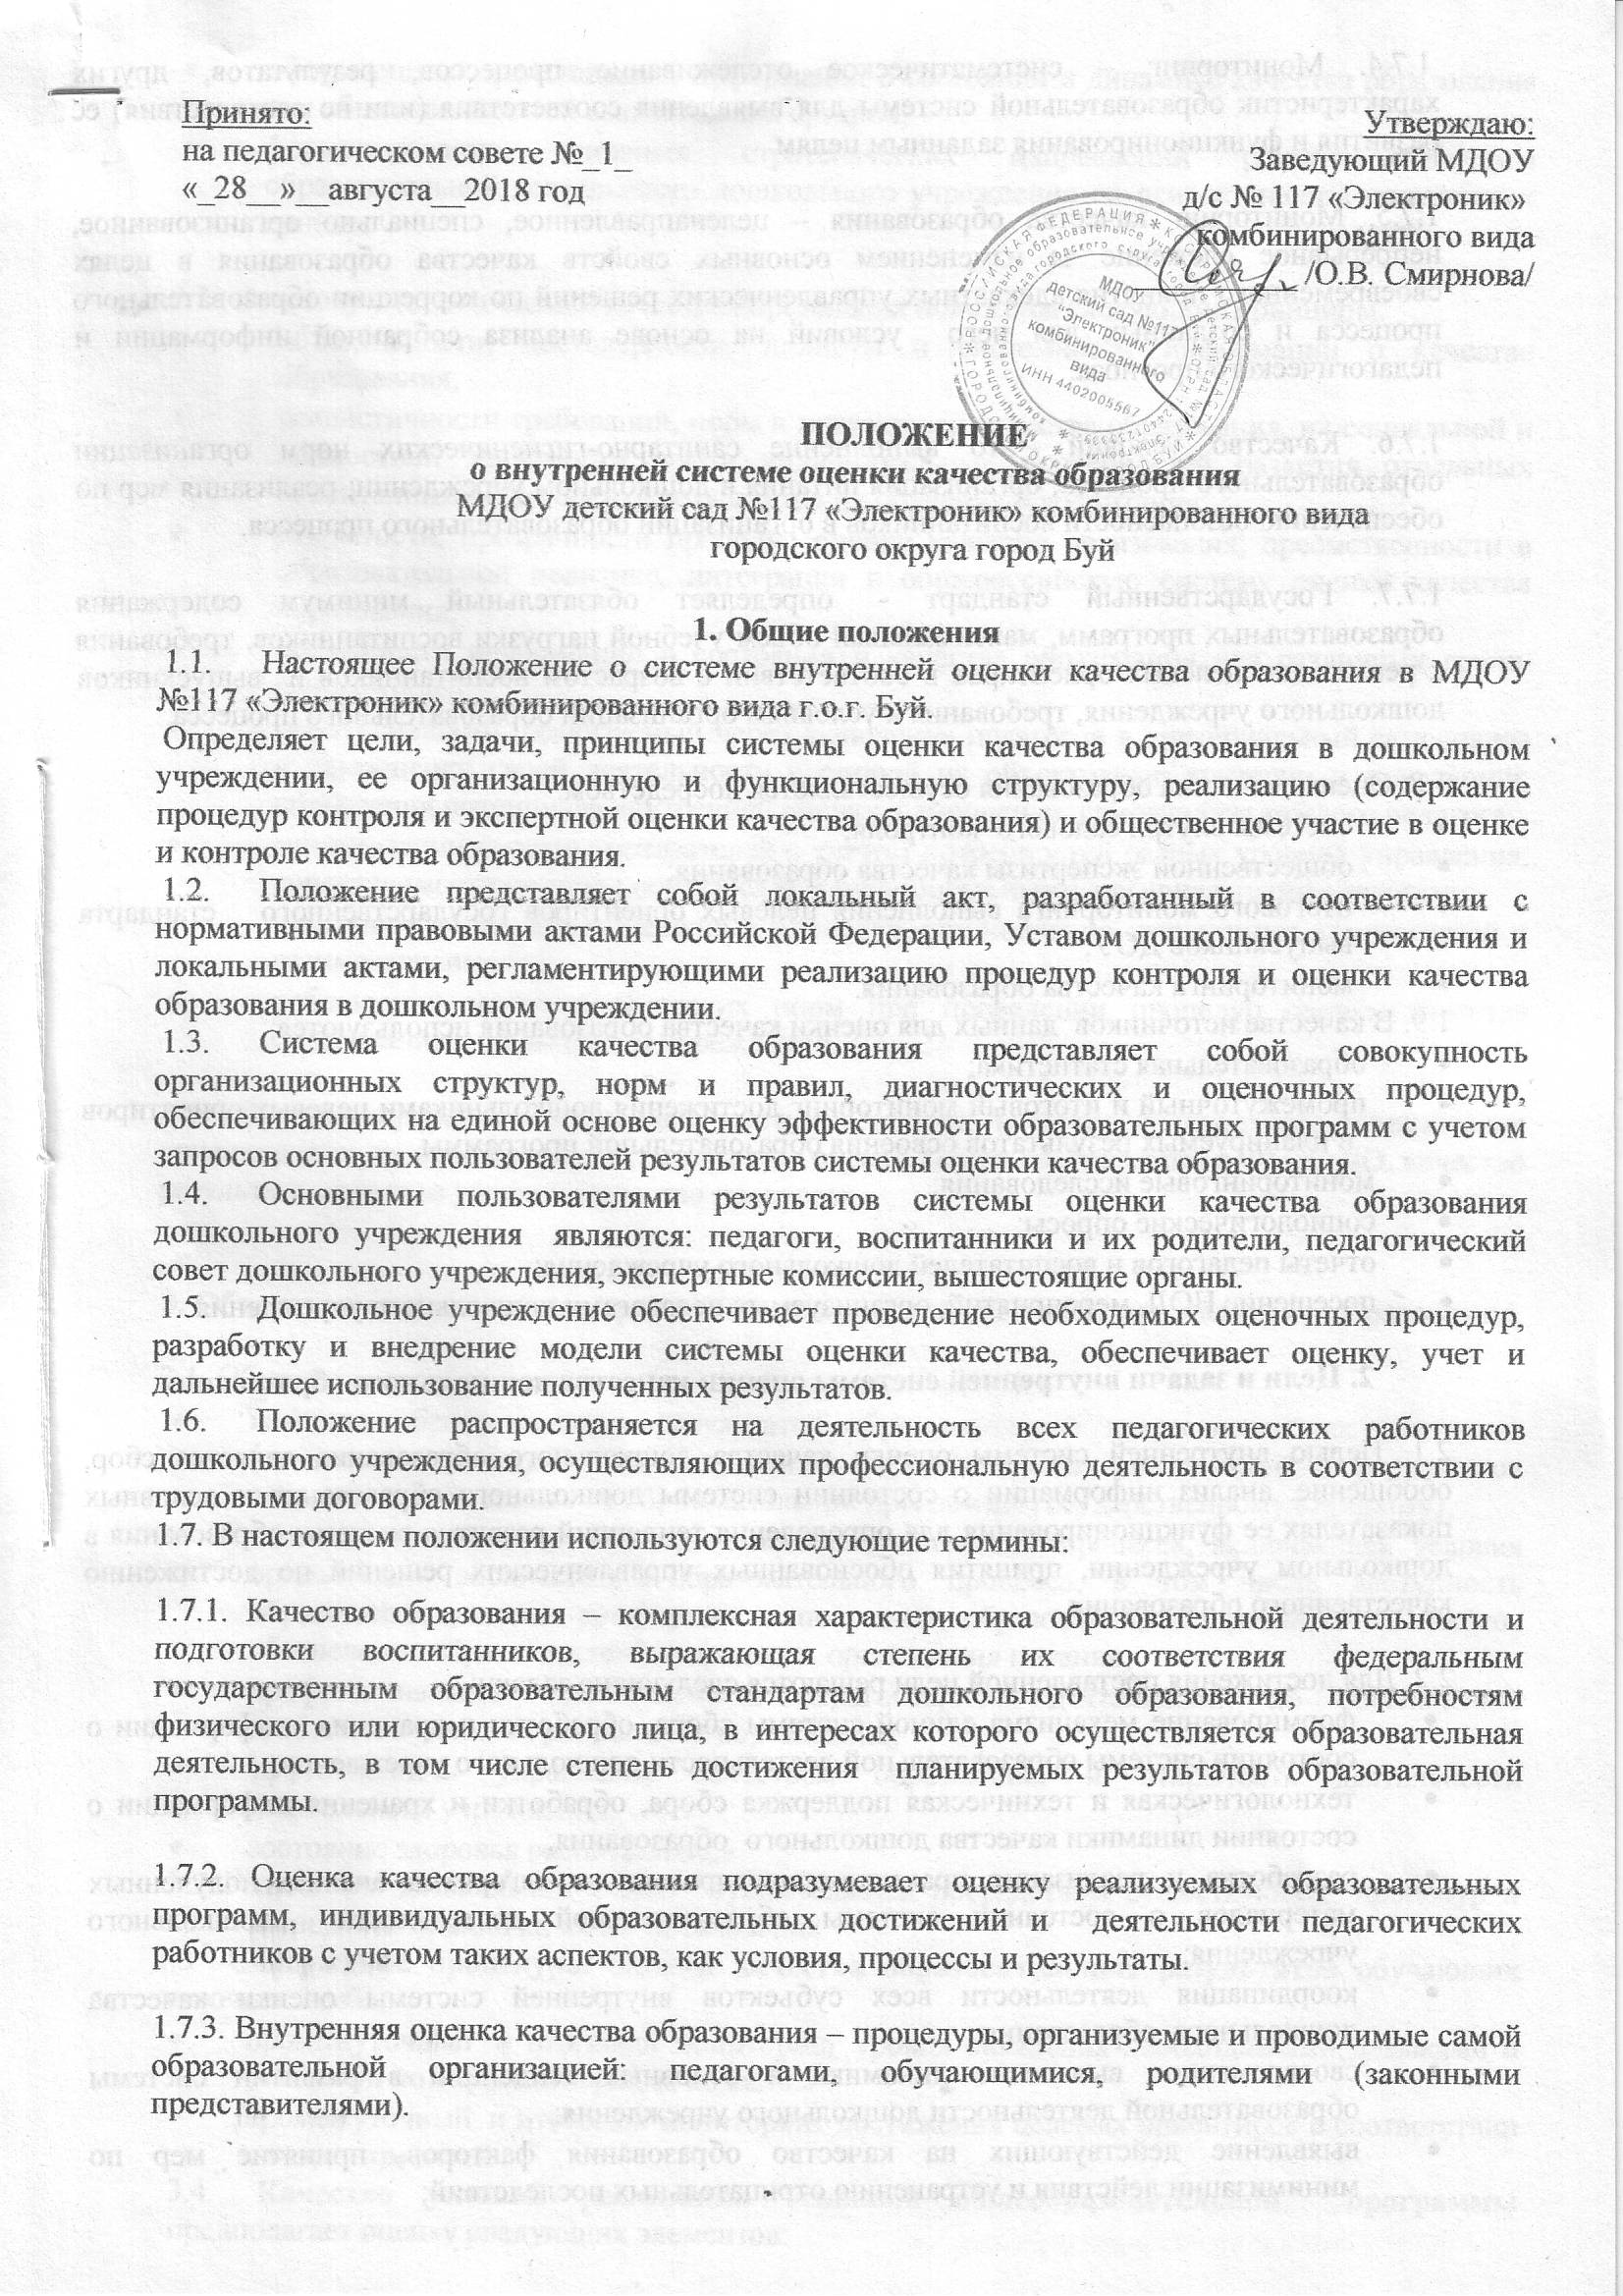 Принято:
на педагогическом совете №_1_
«_28__»__августа__2018 год
Утверждаю:
Заведующий МДОУ
д/с № 117 «Электроник»
комбинированного вида
/О.В. Смирнова/
МДОУ
детский сад №117
"Электроник"
комбинированного
вида
ИНН 4402005567
ПОЛОЖЕНИЕ
о внутренней системе оценки качества образования
МДОУ детский сад №117 «Электронию» комбинированного вида
городского округа город Буй
1. Общие положения
1.1. Настоящее Положение о системе внутренней оценки качества образования в МДОУ
№117 «Электроник» комбинированного вида г.о.г. Буй.
Определяет цели, задачи, принципы системы оценки качества образования в дошкольном
учреждении, ее организационную и функциональную структуру, реализацию (содержание
процедур контроля и экспертной оценки качества образования) и общественное участие в оценке
и контроле качества образования.
1.2. Положение представляет собой локальный акт, разработанный в соответствии с
нормативными правовыми актами Российской Федерации, Уставом дошкольного учреждения и
локальными актами, регламентирующими реализацию процедур контроля и оценки качества
образования в дошкольном учреждении.
1.3. Система оценки качества образования представляет собой совокупность
организационных структур, норм и правил, диагностических и оценочных процедур,
обеспечивающих на единой основе оценку эффективности образовательных программ с учетом
запросов основных пользователей результатов системы оценки качества образования.
1.4. Основными пользователями результатов системы оценки качества образования
дошкольного учреждения являются: педагоги, воспитанники и их родители, педагогический
совет дошкольного учреждения, экспертные комиссии, вышестоящие органы.
1.5. Дошкольное учреждение обеспечивает проведение необходимых оценочных процедур,
разработку и внедрение модели системы оценки качества, обеспечивает оценку, учет и
дальнейшее использование полученных результатов.
1.6. Положение распространяется на деятельность всех педагогических работников
дошкольного учреждения, осуществляющих профессиональную деятельность в соответствии с
трудовыми договорами.
1.7. В настоящем положении используются следующие термины:
1.7.1. Качество образования – комплексная характеристика образовательной деятельности и
подготовки воспитанников, выражающая степень их соответствия федеральным
государственным образовательным стандартам дошкольного образования, потребностям
физического или юридического лица, в интересах которого осуществляется образовательная
деятельность, в том числе степень достижения планируемых результатов образовательной
программы.
1.7.2. Оценка качества образования подразумевает оценку реализуемых образовательных
программ, индивидуальных образовательных достижений и деятельности педагогических
работников с учетом таких аспектов, как условия, процессы и результаты.
1.7.3. Внутренняя оценка качества образования – процедуры, организуемые и проводимые самой
образовательной организацией: педагогами, обучающимися, родителями (законными
представителями).